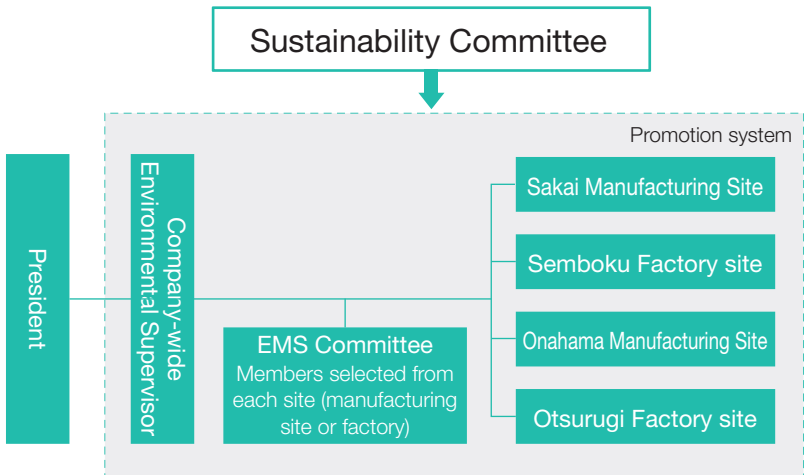 Sustainability Committee
Promotion system
President
Company-wide
Environmental Supervisor
EMS Committee
Members selected from
each site (manufacturing
site or factory)
Sakai Manufacturing Site
Semboku Factory site
Onahama Manufacturing Site
Otsurugi Factory site